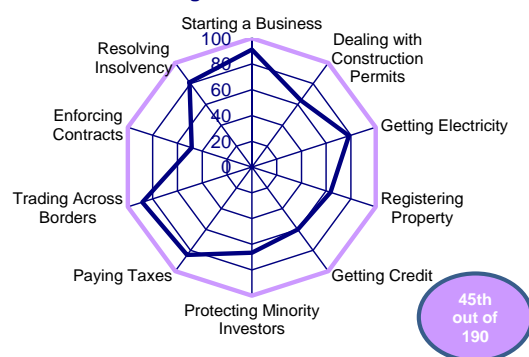 Starting a Business
100
80
60
40
20
0
Dealing with
Construction
Permits
Getting Electricity
Registering
Property
Getting Credit
Protecting Minority
Investors
Paying Taxes
Trading Across
Borders
Enforcing
Contracts
Resolving
Insolvency
45th
out of
190